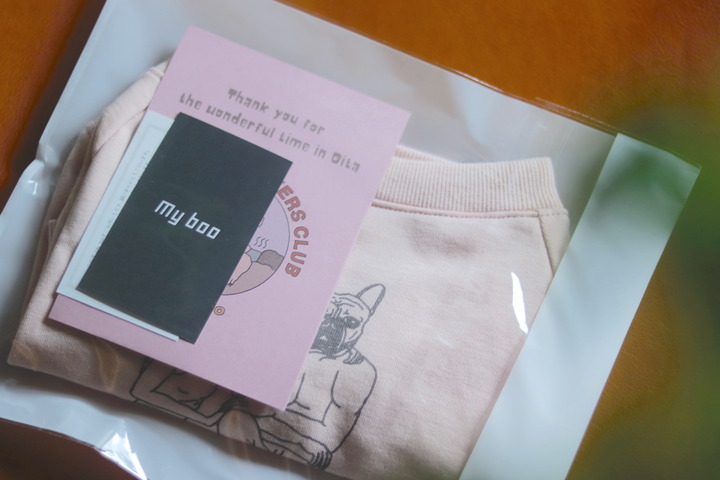 Thank you for
the wonderful time in Oita
My boo
ERS CLUB